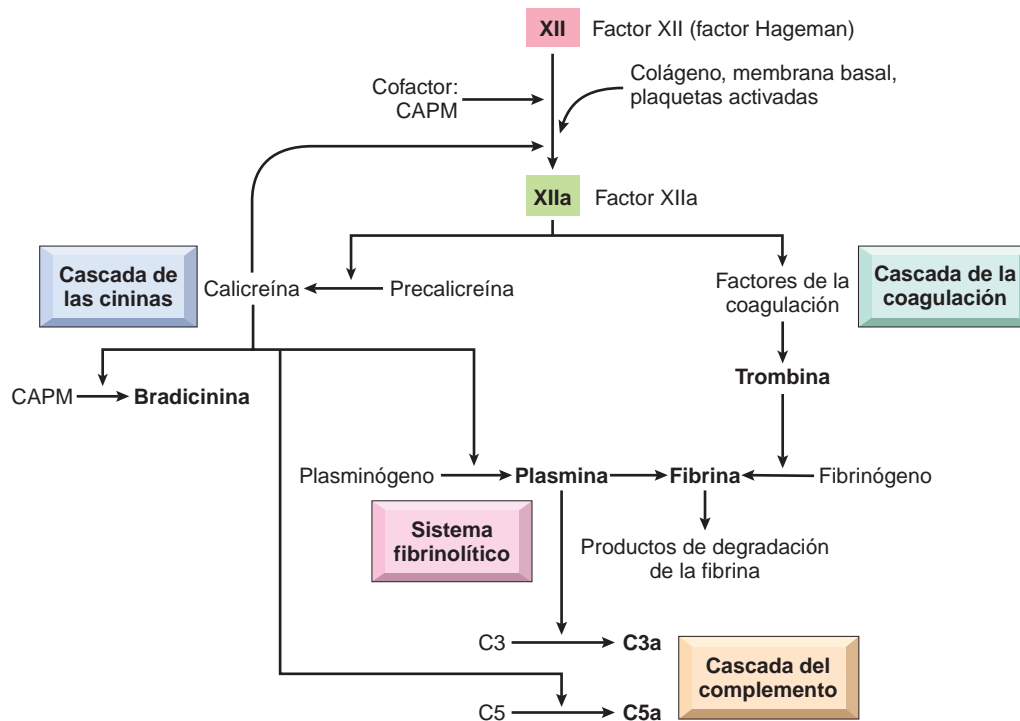 XII
Factor XII (factor Hageman)
Cofactor:
CAPM
Colágeno, membrana basal,
plaquetas activadas
XIIa
Factor XIIa
Cascada de
las cininas
Calicreína
Precalicreína
Factores de la
coagulación
Cascada de la
coagulación
CAPM
Bradicinina
Trombina
Plasminógeno
Plasmina
Fibrina
Fibrinógeno
Sistema
fibrinolítico
Productos de degradación
de la fibrina
C3
C3a
Cascada del
complemento
C5
C5a